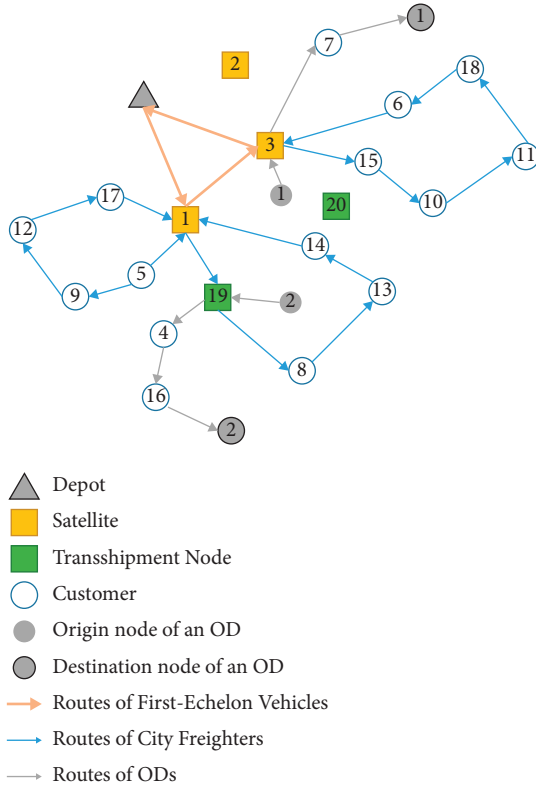 1
7
2
18
6
3
11
15
1
20
10
17
1
12
14
5
13
9
19
2
4
8
16
2
Depot
Satellite
Transshipment Node
Customer
Origin node of an OD
Destination node of an OD
Routes of First-Echelon Vehicles
Routes of City Freighters
Routes of ODs